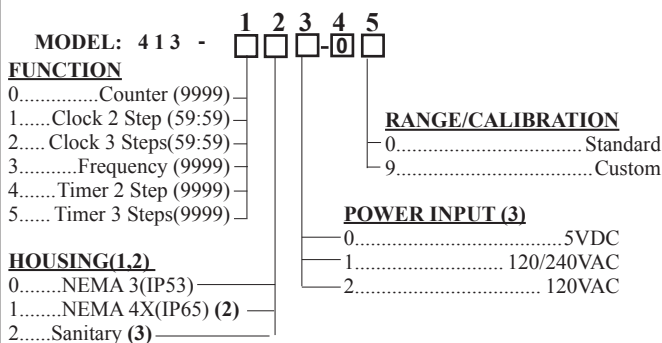 1 2 3 4 5
MODEL: 413 - □□□-0□
FUNCTION
0...............Counter (9999)
1......Clock 2 Step (59:59)
2.... Clock 3 Steps(59:59)
3...........Frequency (9999)
4......Timer 2 Step (9999)
5...... Timer 3 Steps(9999)
HOUSING(1,2)
0........NEMA 3(IP53)
1........NEMA 4X(IP65) (2)
2......Sanitary (3)
RANGE/CALIBRATION
0.................................Standard
9...................................Custom
POWER INPUT (3)
0.....................................5VDC
1.......................... 120/240VAC
2................................. 120VAC